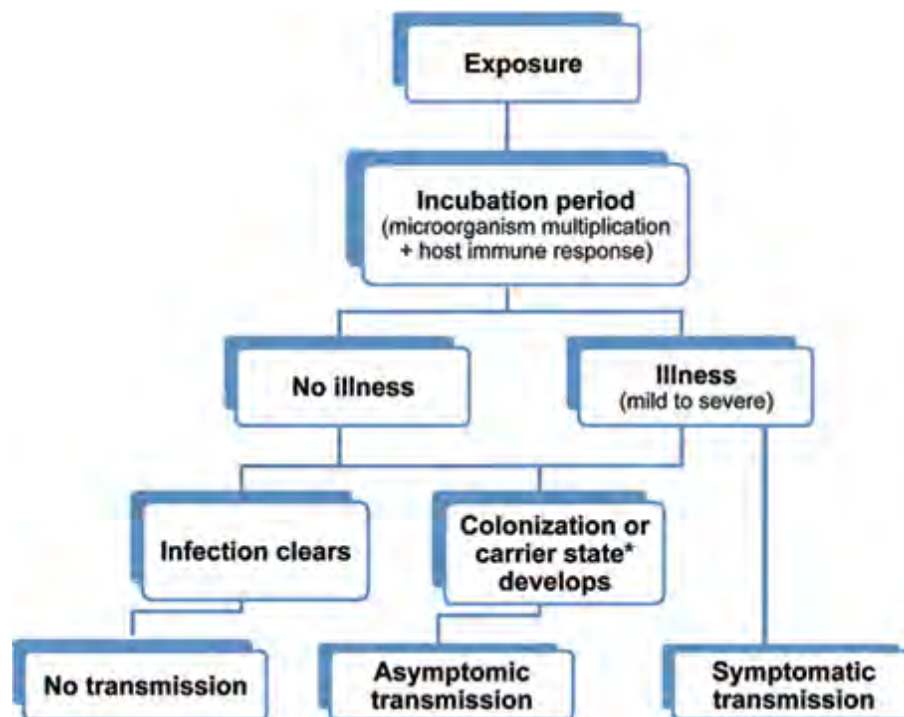 Exposure
Incubation period
(microorganism multiplication
+ host immune response)
No illness
Illness
(mild to severe)
Infection clears
Colonization or
carrier state*
develops
No transmission
Asymptomic
transmission
Symptomatic
transmission